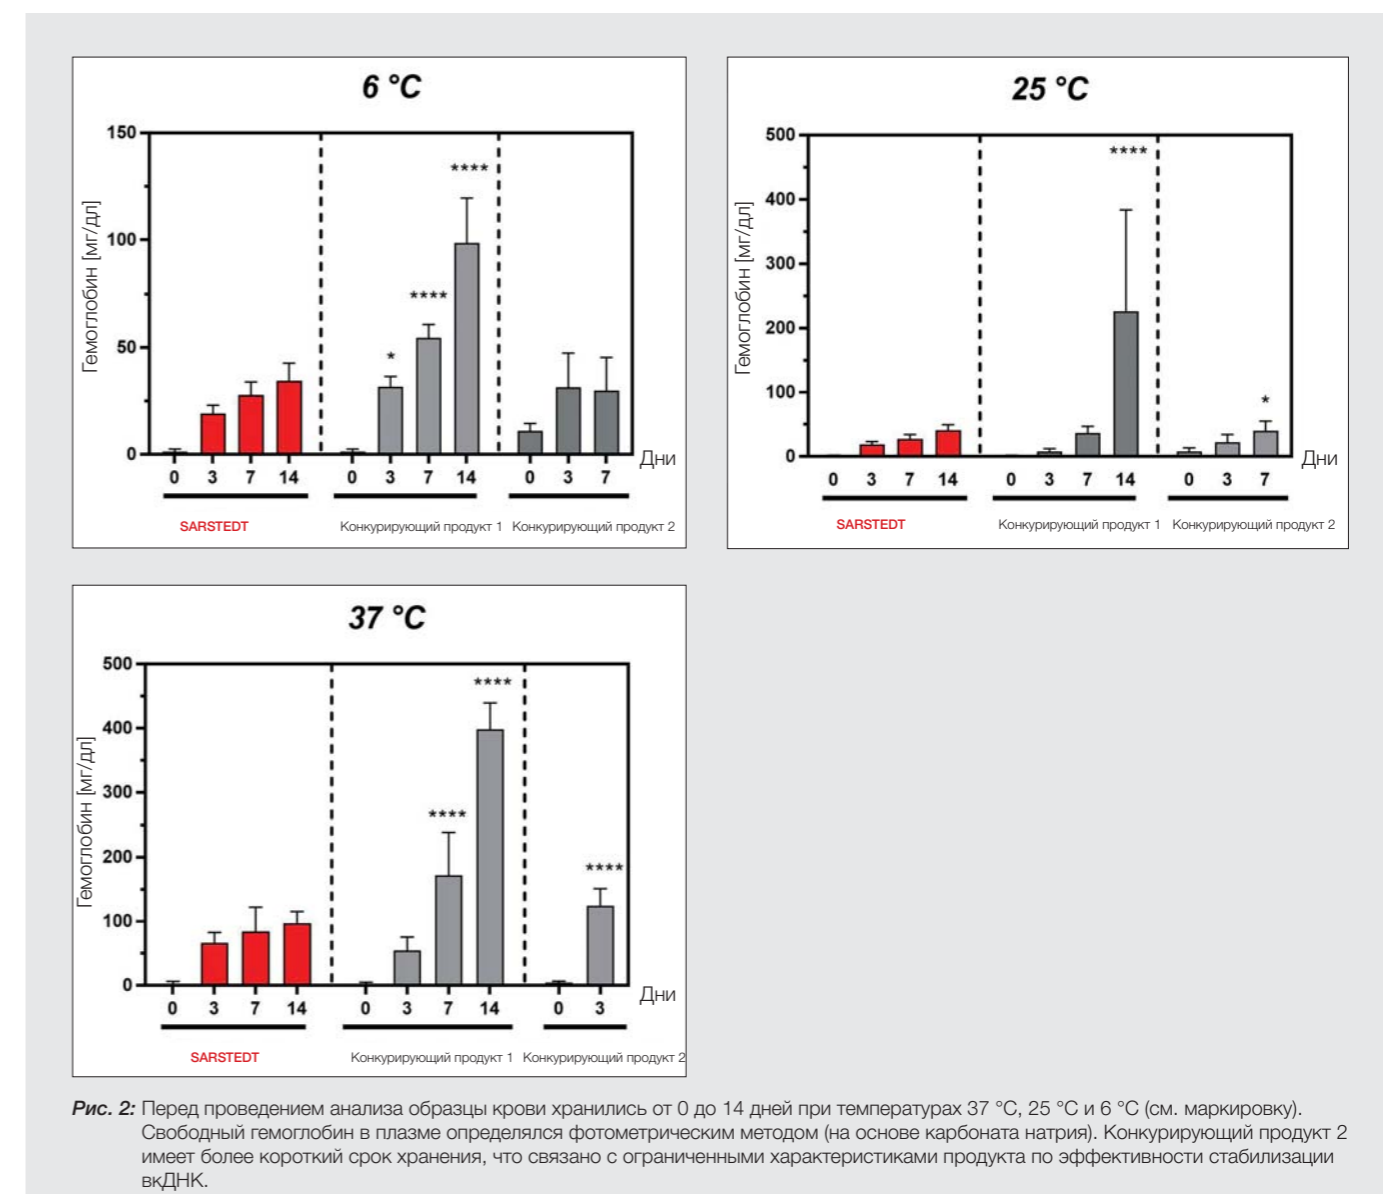 6 °C
150
100
50
0
Гемоглобин [мг/дл]
*
****
****
0 3 7 14 0 3 7 14 0 3 7
Дни
SARSTEDT Конкурирующий продукт 1 Конкурирующий продукт 2
25 °C
500
400
300
200
100
0
Гемоглобин [мг/дл]
****
*
0 3 7 14 0 3 7 14 0 3 7
Дни
SARSTEDT Конкурирующий продукт 1 Конкурирующий продукт 2
37 °C
500
400
300
200
100
0
Гемоглобин [мг/дл]
****
****
****
0 3 7 14 0 3 7 14 0 3
Дни
SARSTEDT Конкурирующий продукт 1 Конкурирующий продукт 2
Рис. 2: Перед проведением анализа образцы крови хранились от 0 до 14 дней при температурах 37 °C, 25 °C и 6 °C (см. маркировку).
Свободный гемоглобин в плазме определялся фотометрическим методом (на основе карбоната натрия). Конкурирующий продукт 2
имеет более короткий срок хранения, что связано с ограниченными характеристиками продукта по эффективности стабилизации
вкДНК.